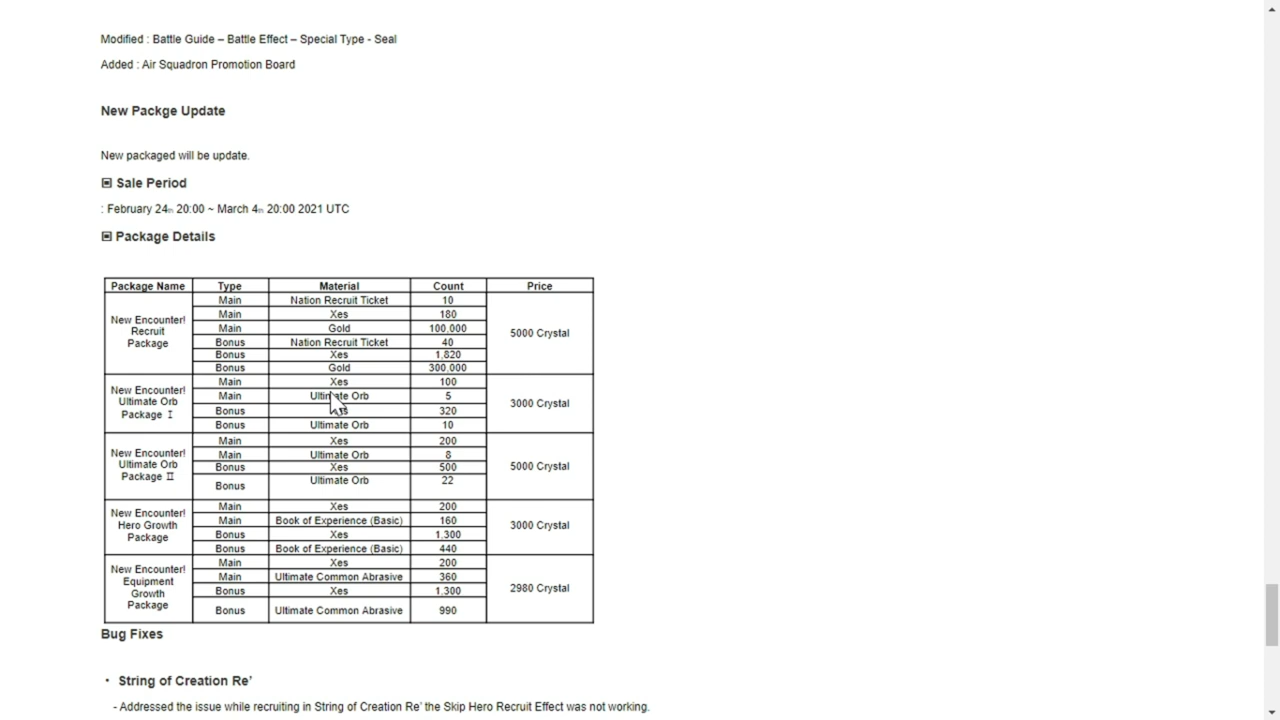 Modified : Battle Guide – Battle Effect – Special Type - Seal
Added : Air Squadron Promotion Board
New Packge Update
New packaged will be update.
▣ Sale Period
: February 24th 20:00 ~ March 4th 20:00 2021 UTC
▣ Package Details
Package Name Type Material Count Price
New Encounter! Recruit Package 5000 Crystal
Main Nation Recruit Ticket 10
Main Xes 180
Main Gold 100,000
Bonus Nation Recruit Ticket 40
Bonus Xes 1,820
Bonus Gold 300,000
New Encounter! Ultimate Orb Package Ⅰ 3000 Crystal
Main Xes 100
Main Ultimate Orb 5
Bonus 320
Bonus Ultimate Orb 10
New Encounter! Ultimate Orb Package Ⅱ 5000 Crystal
Main Xes 200
Main Ultimate Orb 8
Bonus Xes 500
Bonus Ultimate Orb 22
New Encounter! Hero Growth Package 3000 Crystal
Main Xes 200
Main Book of Experience (Basic) 160
Bonus Xes 1,300
Bonus Book of Experience (Basic) 440
New Encounter! Equipment Growth Package 2980 Crystal
Main Xes 200
Main Ultimate Common Abrasive 360
Bonus Xes 1,300
Bonus Ultimate Common Abrasive 990
Bug Fixes
・ String of Creation Re'
- Addressed the issue while recruiting in String of Creation Re' the Skip Hero Recruit Effect was not working.